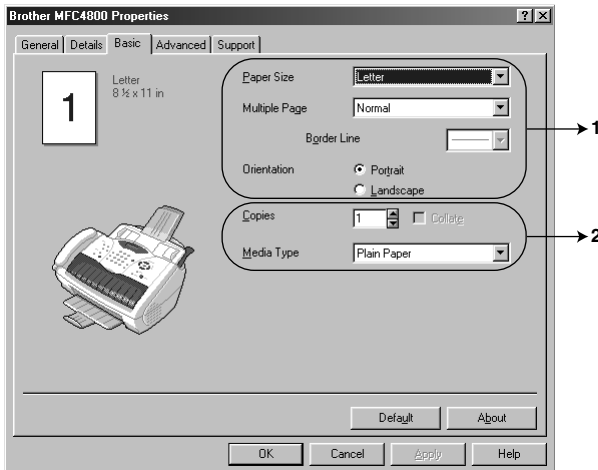 Brother MFC4800 Properties
General Details Basic Advanced Support
1
Letter
8 ½ x 11 in
Paper Size Letter
Multiple Page Normal
Border Line
Orientation Portrait
Landscape
1
Copies 1 Collate
Media Type Plain Paper
2
Default About
OK Cancel Apply Help